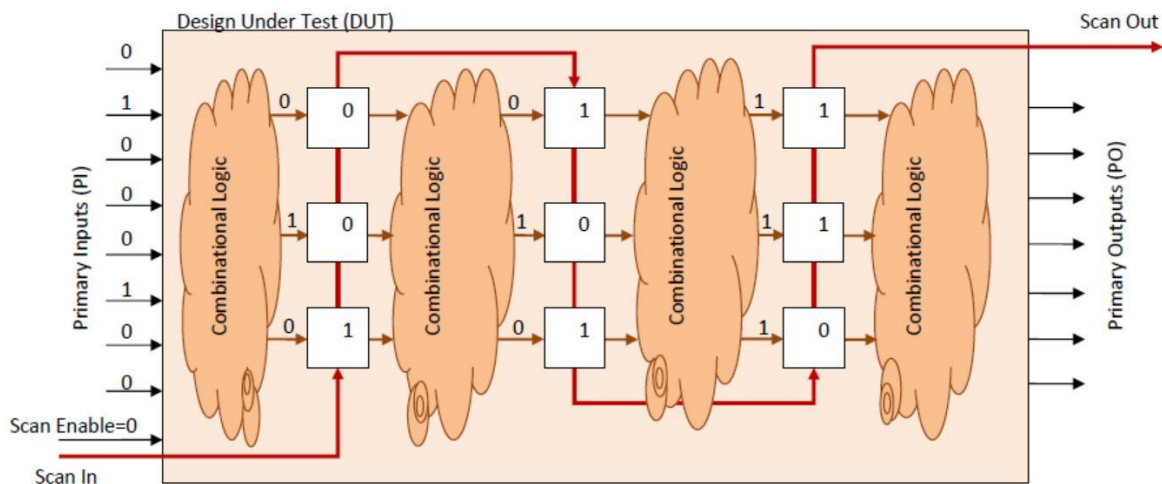 Design Under Test (DUT)
Scan Out
0
1
0
0
0
1
0
0
Primary Inputs (PI)
Scan Enable=0
Scan In
Combinational Logic
0
1
0
0
0
1
Combinational Logic
0
1
0
1
0
1
Combinational Logic
1
1
1
1
1
0
Combinational Logic
Primary Outputs (PO)